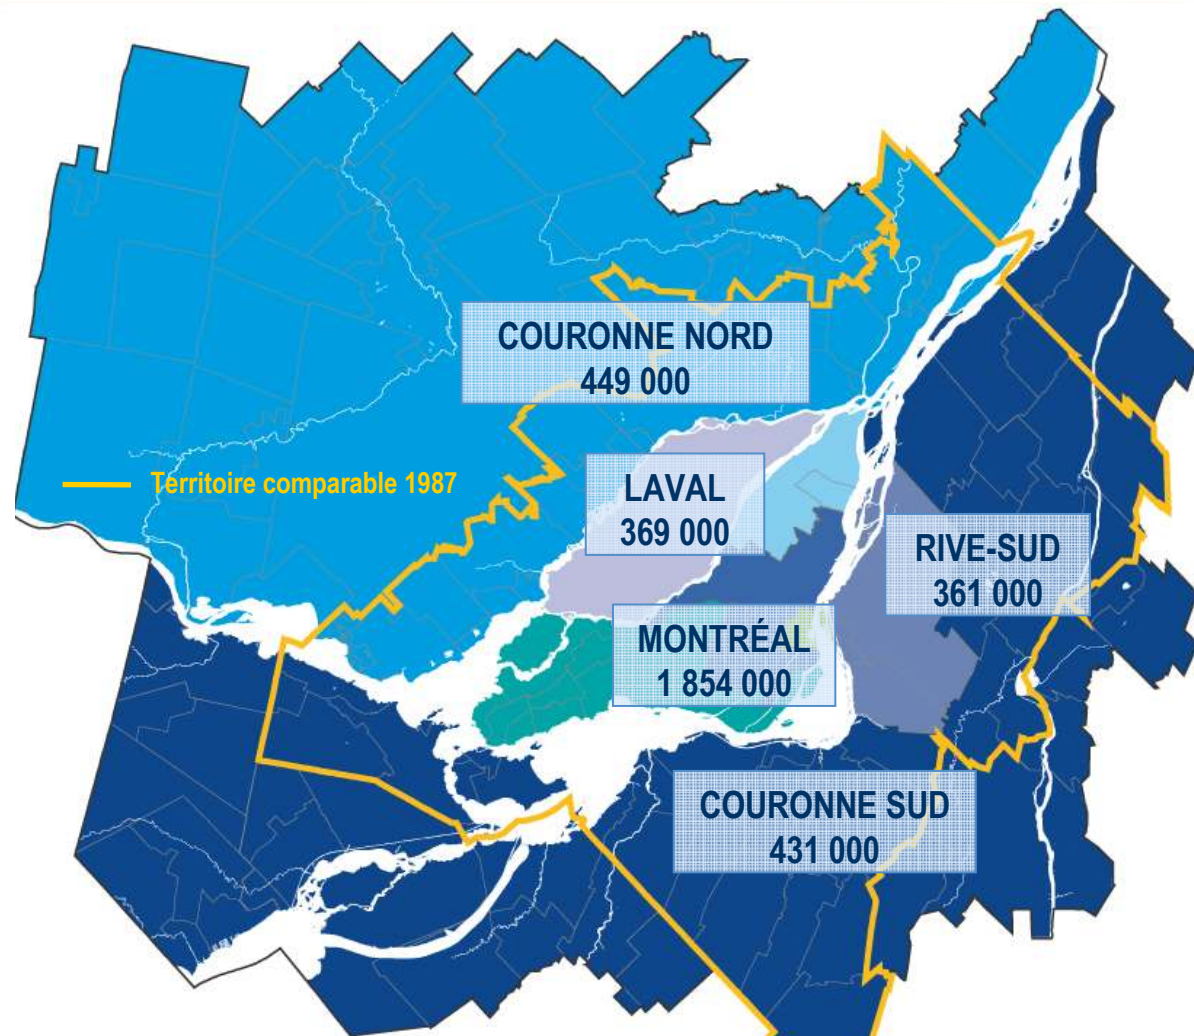 COURONNE NORD
449 000
Territoire comparable 1987
LAVAL
369 000
RIVE-SUD
361 000
MONTRÉAL
1 854 000
COURONNE SUD
431 000